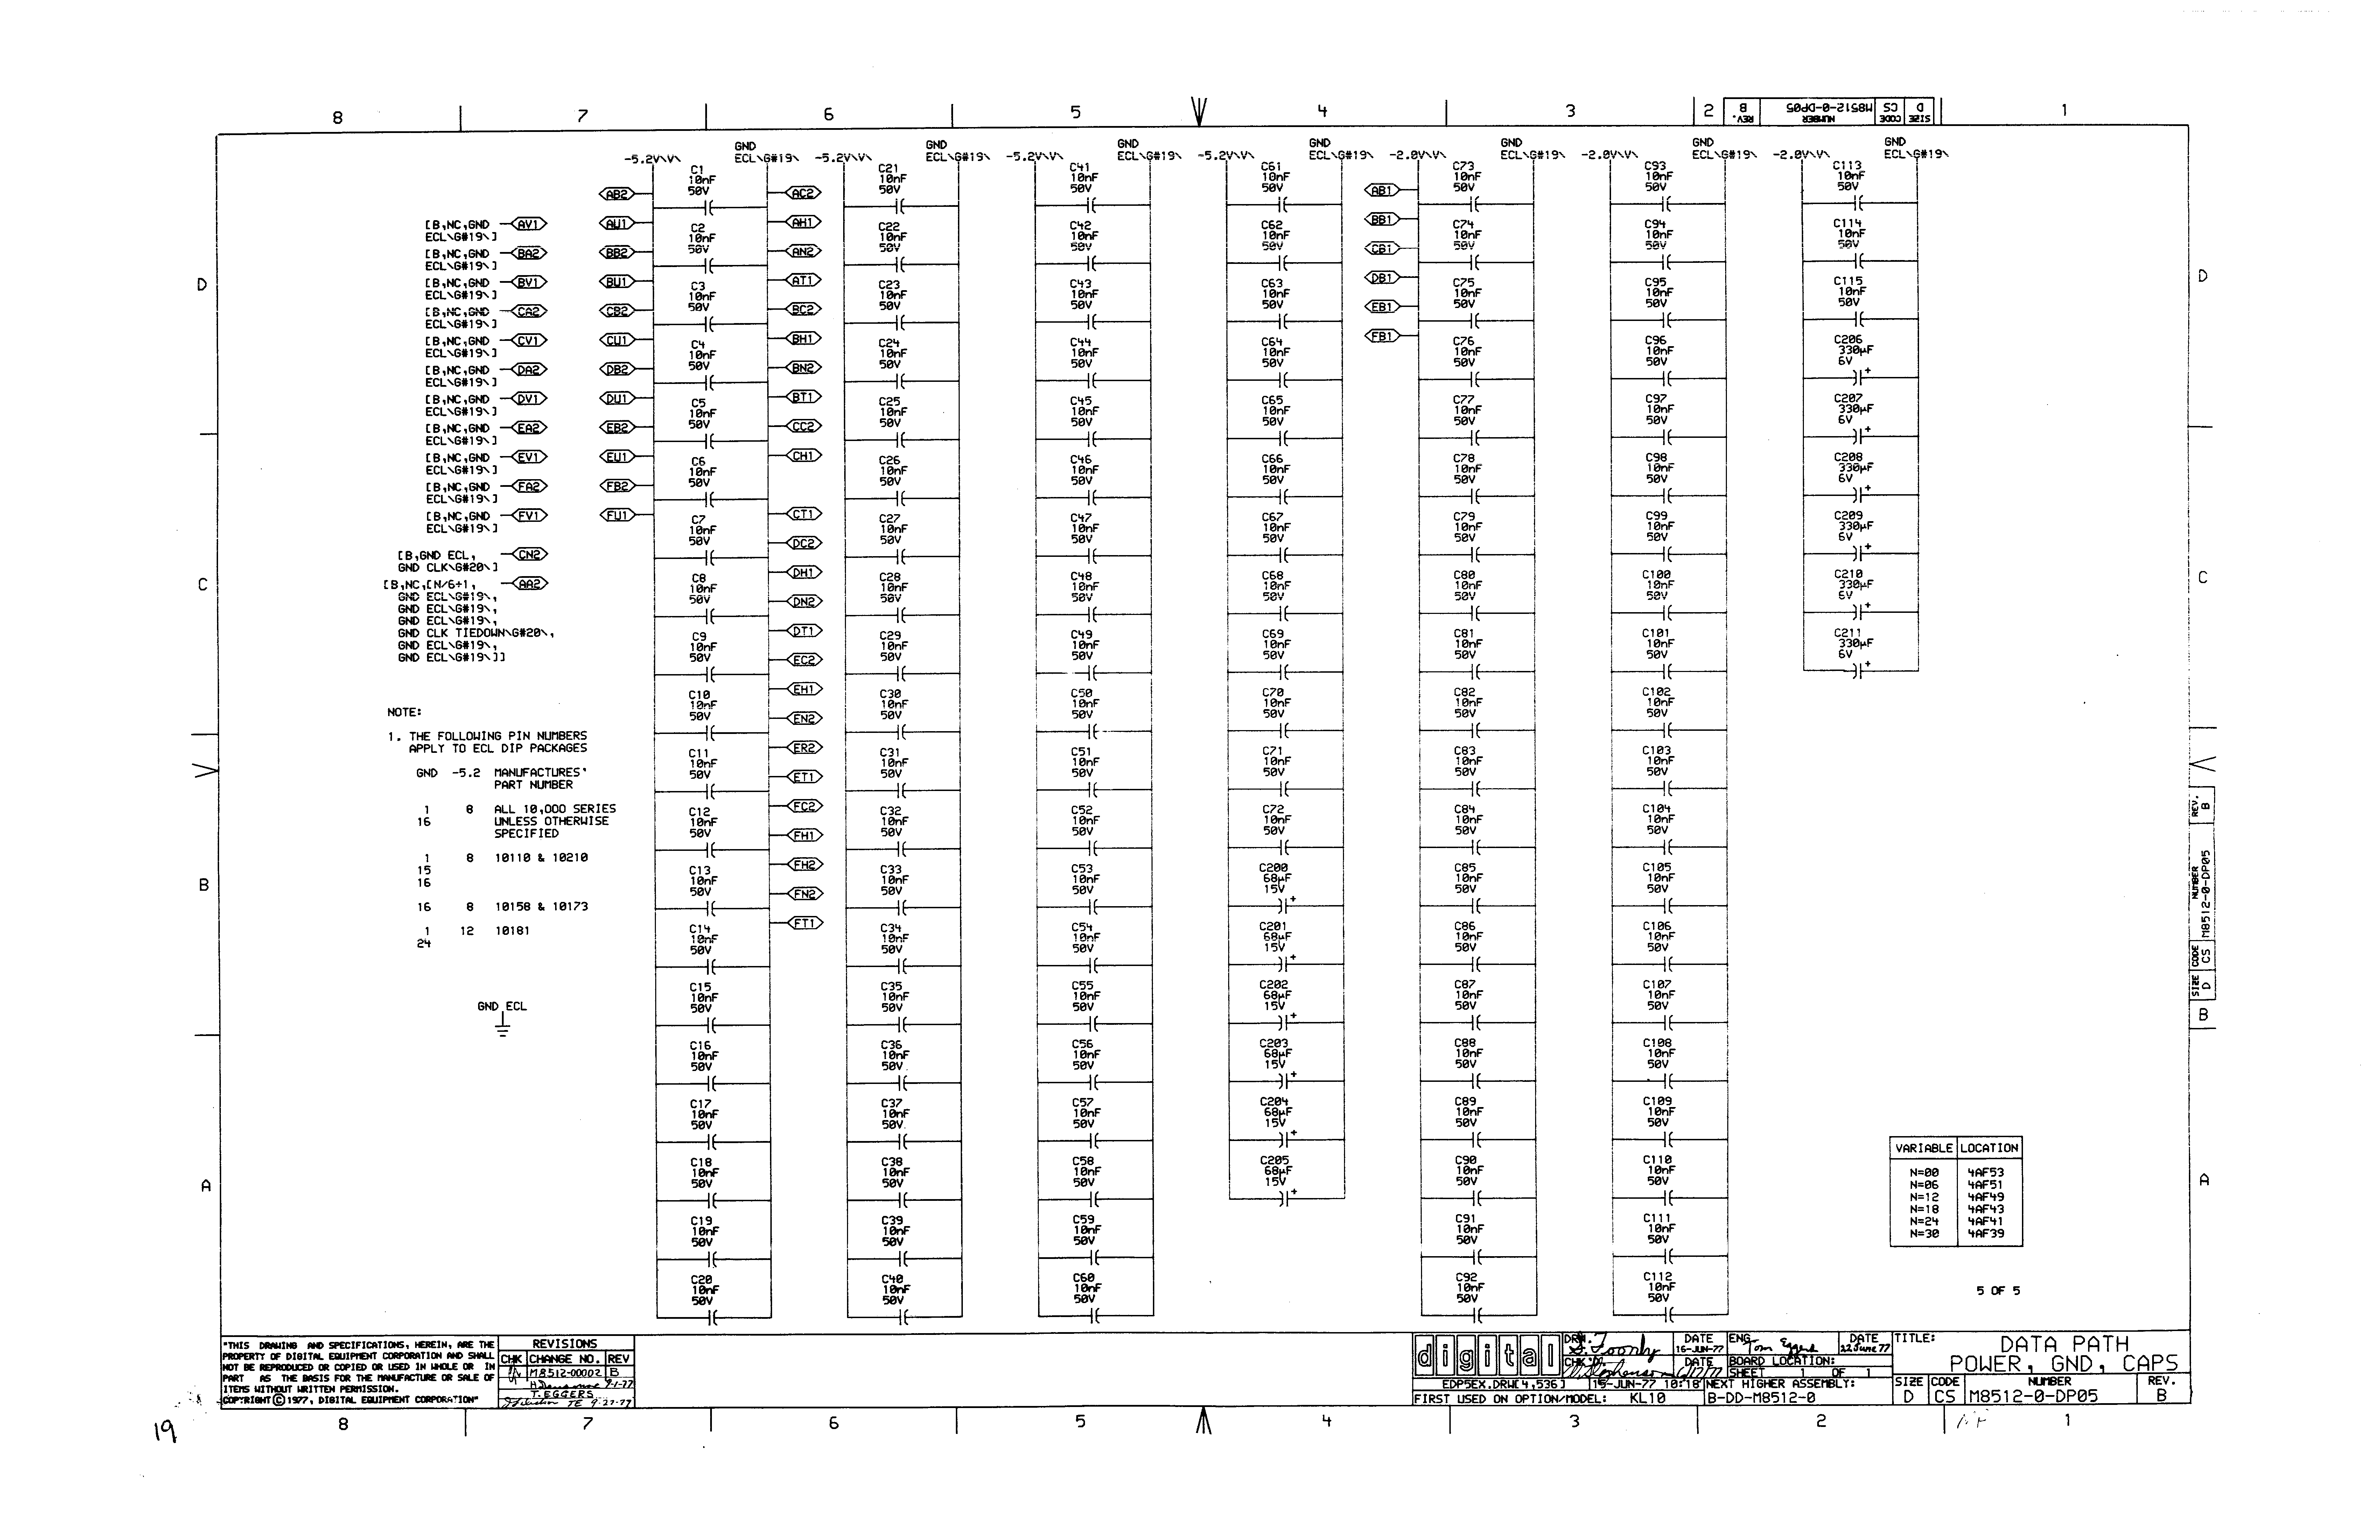 8 7 6 5 4 3 2 1
SIZE CODE NUMBER REV.
D CS M8512-0-DP05 B
-5.2V\V\ GND ECL\G#19\
-5.2V\V\ GND ECL\G#19\
-5.2V\V\ GND ECL\G#19\
-5.2V\V\ GND ECL\G#19\
-2.0V\V\ GND ECL\G#19\
-2.0V\V\ GND ECL\G#19\
-2.0V\V\ GND ECL\G#19\
D
C
B
A
[B,NC,GND AV1
ECL\G#19\]
[B,NC,GND BA2
ECL\G#19\]
[B,NC,GND BV1
ECL\G#19\]
[B,NC,GND CA2
ECL\G#19\]
[B,NC,GND CV1
ECL\G#19\]
[B,NC,GND DA2
ECL\G#19\]
[B,NC,GND DV1
ECL\G#19\]
[B,NC,GND EA2
ECL\G#19\]
[B,NC,GND EV1
ECL\G#19\]
[B,NC,GND FA2
ECL\G#19\]
[B,NC,GND FV1
ECL\G#19\]
[B,GND ECL, CN2
GND CLK\G#20\]
[B,NC,[N/6+1, AA2
GND ECL\G#19\,
GND ECL\G#19\,
GND ECL\G#19\,
GND CLK TIEDOWN\G#20\,
GND ECL\G#19\,
GND ECL\G#19\]]
NOTE:
1. THE FOLLOWING PIN NUMBERS
APPLY TO ECL DIP PACKAGES
GND -5.2 MANUFACTURES'
PART NUMBER
1 8 ALL 10,000 SERIES
16 UNLESS OTHERWISE
SPECIFIED
1 8 10110 & 10210
15
16
16 8 10158 & 10173
1 12 10181
24
GND ECL
AB2
AU1
BB2
BU1
CB2
CU1
DB2
DU1
EB2
EU1
FB2
FU1
C1 10nF 50V
C2 10nF 50V
C3 10nF 50V
C4 10nF 50V
C5 10nF 50V
C6 10nF 50V
C7 10nF 50V
C8 10nF 50V
C9 10nF 50V
C10 10nF 50V
C11 10nF 50V
C12 10nF 50V
C13 10nF 50V
C14 10nF 50V
C15 10nF 50V
C16 10nF 50V
C17 10nF 50V
C18 10nF 50V
C19 10nF 50V
C20 10nF 50V
AC2
AH1
AN2
AT1
BC2
BH1
BN2
BT1
CC2
CH1
CT1
DC2
DH1
DN2
DT1
EC2
EH1
EN2
ER2
ET1
FC2
FH1
FH2
FN2
FT1
C21 10nF 50V
C22 10nF 50V
C23 10nF 50V
C24 10nF 50V
C25 10nF 50V
C26 10nF 50V
C27 10nF 50V
C28 10nF 50V
C29 10nF 50V
C30 10nF 50V
C31 10nF 50V
C32 10nF 50V
C33 10nF 50V
C34 10nF 50V
C35 10nF 50V
C36 10nF 50V
C37 10nF 50V
C38 10nF 50V
C39 10nF 50V
C40 10nF 50V
C41 10nF 50V
C42 10nF 50V
C43 10nF 50V
C44 10nF 50V
C45 10nF 50V
C46 10nF 50V
C47 10nF 50V
C48 10nF 50V
C49 10nF 50V
C50 10nF 50V
C51 10nF 50V
C52 10nF 50V
C53 10nF 50V
C54 10nF 50V
C55 10nF 50V
C56 10nF 50V
C57 10nF 50V
C58 10nF 50V
C59 10nF 50V
C60 10nF 50V
C61 10nF 50V
C62 10nF 50V
C63 10nF 50V
C64 10nF 50V
C65 10nF 50V
C66 10nF 50V
C67 10nF 50V
C68 10nF 50V
C69 10nF 50V
C70 10nF 50V
C71 10nF 50V
C72 10nF 50V
C200 68µF 15V +
C201 68µF 15V +
C202 68µF 15V +
C203 68µF 15V +
C204 68µF 15V +
C205 68µF 15V +
AB1
BB1
CB1
DB1
EB1
FB1
C73 10nF 50V
C74 10nF 50V
C75 10nF 50V
C76 10nF 50V
C77 10nF 50V
C78 10nF 50V
C79 10nF 50V
C80 10nF 50V
C81 10nF 50V
C82 10nF 50V
C83 10nF 50V
C84 10nF 50V
C85 10nF 50V
C86 10nF 50V
C87 10nF 50V
C88 10nF 50V
C89 10nF 50V
C90 10nF 50V
C91 10nF 50V
C92 10nF 50V
C93 10nF 50V
C94 10nF 50V
C95 10nF 50V
C96 10nF 50V
C97 10nF 50V
C98 10nF 50V
C99 10nF 50V
C100 10nF 50V
C101 10nF 50V
C102 10nF 50V
C103 10nF 50V
C104 10nF 50V
C105 10nF 50V
C106 10nF 50V
C107 10nF 50V
C108 10nF 50V
C109 10nF 50V
C110 10nF 50V
C111 10nF 50V
C112 10nF 50V
C113 10nF 50V
C114 10nF 50V
C115 10nF 50V
C206 330µF 6V +
C207 330µF 6V +
C208 330µF 6V +
C209 330µF 6V +
C210 330µF 6V +
C211 330µF 6V +
D
C
B
A
SIZE CODE NUMBER REV.
D CS M8512-0-DP05 B
B
VARIABLE LOCATION
N=00 4AF53
N=06 4AF51
N=12 4AF49
N=18 4AF43
N=24 4AF41
N=30 4AF39
5 OF 5
"THIS DRAWING AND SPECIFICATIONS, HEREIN, ARE THE
PROPERTY OF DIGITAL EQUIPMENT CORPORATION AND SHALL
NOT BE REPRODUCED OR COPIED OR USED IN WHOLE OR IN
PART AS THE BASIS FOR THE MANUFACTURE OR SALE OF
ITEMS WITHOUT WRITTEN PERMISSION.
COPYRIGHT © 1977, DIGITAL EQUIPMENT CORPORATION"
REVISIONS
CHK CHANGE NO. REV
M8512-00002 B
9-1-77
T. EGGERS
TE 9-27-77
digital
DRN. DATE
16-JUN-77
CHK'D. DATE
ENG. Tom Eggers DATE
22 June 77
BOARD LOCATION:
SHEET 1 OF 1
EDP5EX.DRW[4,536] 15-JUN-77 10:18 NEXT HIGHER ASSEMBLY:
FIRST USED ON OPTION/MODEL: KL10 B-DD-M8512-0
TITLE: DATA PATH
POWER, GND, CAPS
SIZE CODE NUMBER REV.
D CS M8512-0-DP05 B
19
8 7 6 5 4 3 2 1